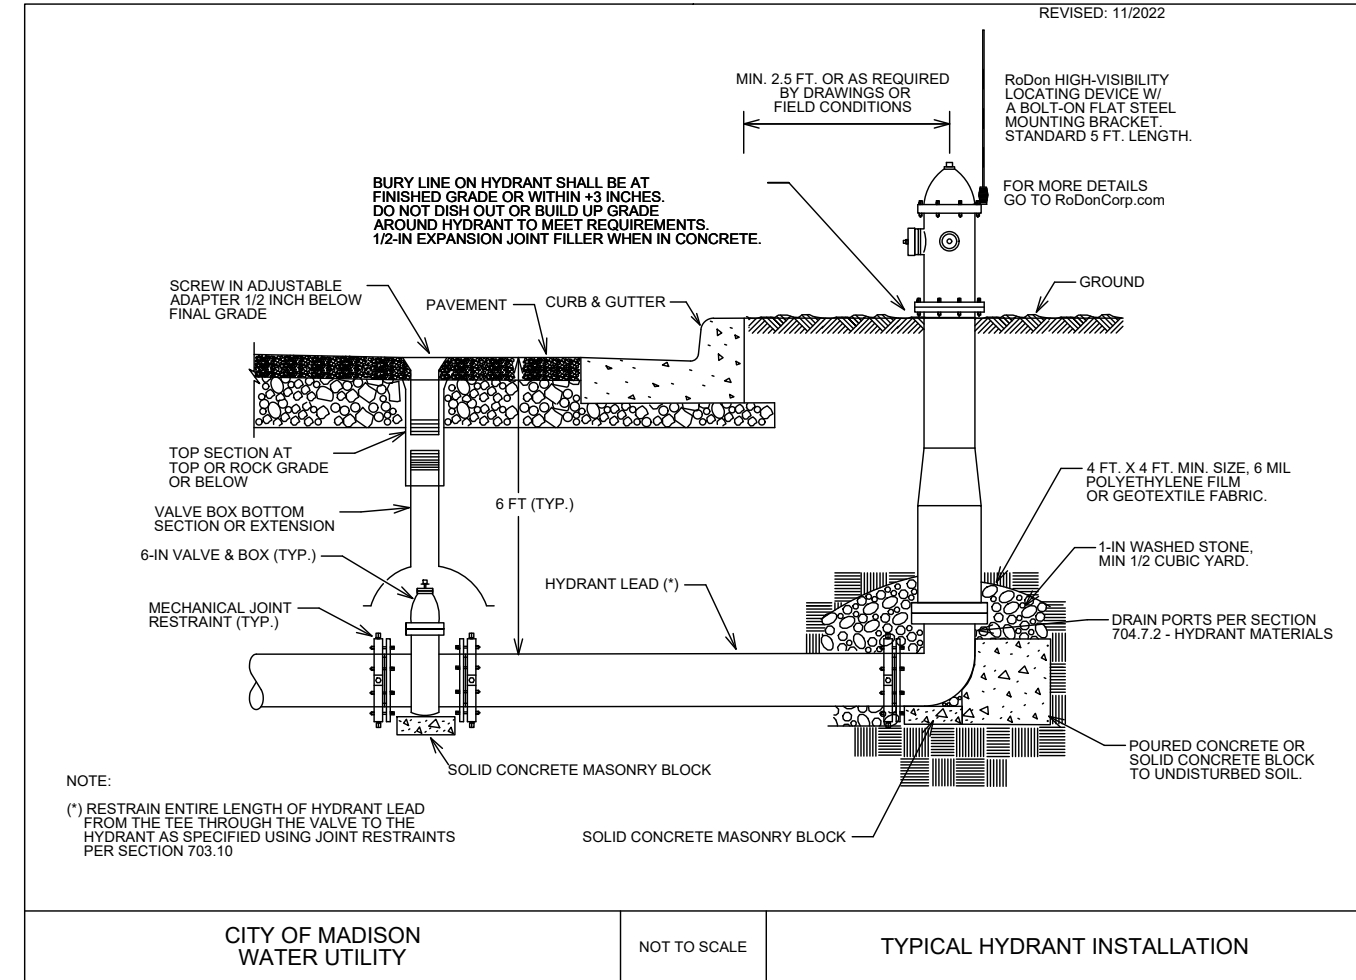 REVISED: 11/2022
MIN. 2.5 FT. OR AS REQUIRED
BY DRAWINGS OR
FIELD CONDITIONS
RoDon HIGH-VISIBILITY
LOCATING DEVICE W/
A BOLT-ON FLAT STEEL
MOUNTING BRACKET.
STANDARD 5 FT. LENGTH.
FOR MORE DETAILS
GO TO RoDonCorp.com
BURY LINE ON HYDRANT SHALL BE AT
FINISHED GRADE OR WITHIN +3 INCHES.
DO NOT DISH OUT OR BUILD UP GRADE
AROUND HYDRANT TO MEET REQUIREMENTS.
1/2-IN EXPANSION JOINT FILLER WHEN IN CONCRETE.
SCREW IN ADJUSTABLE
ADAPTER 1/2 INCH BELOW
FINAL GRADE
PAVEMENT
CURB & GUTTER
GROUND
TOP SECTION AT
TOP OR ROCK GRADE
OR BELOW
VALVE BOX BOTTOM
SECTION OR EXTENSION
6-IN VALVE & BOX (TYP.)
MECHANICAL JOINT
RESTRAINT (TYP.)
6 FT (TYP.)
HYDRANT LEAD (*)
4 FT. X 4 FT. MIN. SIZE, 6 MIL
POLYETHYLENE FILM
OR GEOTEXTILE FABRIC.
1-IN WASHED STONE,
MIN 1/2 CUBIC YARD.
DRAIN PORTS PER SECTION
704.7.2 - HYDRANT MATERIALS
POURED CONCRETE OR
SOLID CONCRETE BLOCK
TO UNDISTURBED SOIL.
SOLID CONCRETE MASONRY BLOCK
SOLID CONCRETE MASONRY BLOCK
NOTE:
(*) RESTRAIN ENTIRE LENGTH OF HYDRANT LEAD
FROM THE TEE THROUGH THE VALVE TO THE
HYDRANT AS SPECIFIED USING JOINT RESTRAINTS
PER SECTION 703.10
CITY OF MADISON
WATER UTILITY
NOT TO SCALE
TYPICAL HYDRANT INSTALLATION